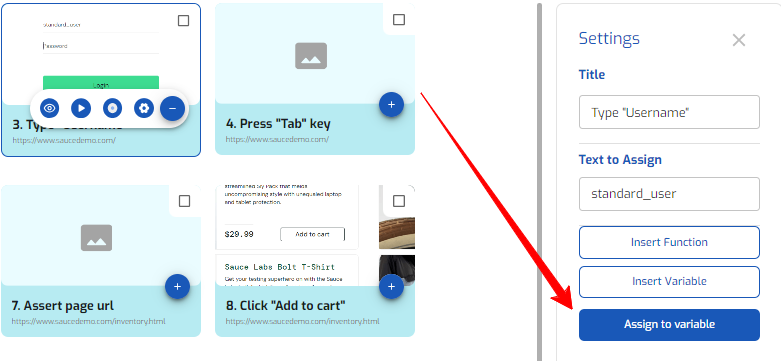 standard_user
Password
Login
3. Type "Username"
https://www.saucedemo.com/
4. Press "Tab" key
https://www.saucedemo.com/
7. Assert page url
https://www.saucedemo.com/inventory.html
streamlined Sly Pack that melds
uncompromising style with unequaled laptop
and tablet protection.
$29.99
Add to cart
Sauce Labs Bolt T-Shirt
Get your testing superhero on with the Sauce
8. Click "Add to cart"
https://www.saucedemo.com/inventory.html
Settings
Title
Type "Username"
Text to Assign
standard_user
Insert Function
Insert Variable
Assign to variable